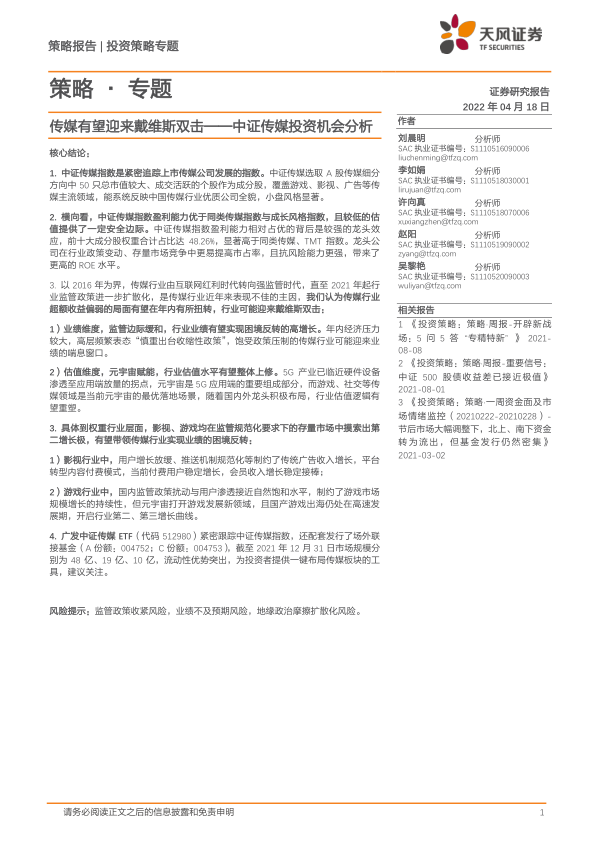 策略报告 | 投资策略专题
天风证券
TF SECURITIES
策略 · 专题
证券研究报告
2022 年 04 月 18 日
传媒有望迎来戴维斯双击——中证传媒投资机会分析
核心结论：
1. 中证传媒指数是紧密追踪上市传媒公司发展的指数。中证传媒选取 A 股传媒细分
方向中 50 只总市值较大、成交活跃的个股作为成分股，覆盖游戏、影视、广告等传
媒主流领域，能系统反映中国传媒行业优质公司全貌，小盘风格显著。
2. 横向看，中证传媒指数盈利能力优于同类传媒指数与成长风格指数，且较低的估
值提供了一定安全边际。中证传媒指数盈利能力相对占优的背后是较强的龙头效
应，前十大成分股权重合计占比达 48.26%，显著高于同类传媒、TMT 指数。龙头公
司在行业政策变动、存量市场竞争中更易提高市占率，且抗风险能力更强，带来了
更高的 ROE 水平。
3. 以 2016 年为界，传媒行业由互联网红利时代转向强监管时代，直至 2021 年起行
业监管政策进一步扩散化，是传媒行业近年来表现不佳的主因，我们认为传媒行业
超额收益偏弱的局面有望在年内有所扭转，行业可能迎来戴维斯双击：
1）业绩维度，监管边际缓和，行业业绩有望实现困境反转的高增长。年内经济压力
较大，高层频繁表态“慎重出台收缩性政策”，饱受政策压制的传媒行业可能迎来业
绩的喘息窗口。
2）估值维度，元宇宙赋能，行业估值水平有望整体上修。5G 产业已临近硬件设备
渗透至应用端放量的拐点，元宇宙是 5G 应用端的重要组成部分，而游戏、社交等传
媒领域是当前元宇宙的最优落地场景，随着国内外龙头积极布局，行业估值逻辑有
望重塑。
3. 具体到权重行业层面，影视、游戏均在监管规范化要求下的存量市场中摸索出第
二增长极，有望带领传媒行业实现业绩的困境反转：
1）影视行业中，用户增长放缓、推送机制规范化等制约了传统广告收入增长，平台
转型内容付费模式，当前付费用户稳定增长，会员收入增长稳定接棒；
2）游戏行业中，国内监管政策扰动与用户渗透接近自然饱和水平，制约了游戏市场
规模增长的持续性，但元宇宙打开游戏发展新领域，且国产游戏出海仍处在高速发
展期，开启行业第二、第三增长曲线。
4. 广发中证传媒 ETF（代码 512980）紧密跟踪中证传媒指数，还配套发行了场外联
接基金（A 份额：004752；C 份额：004753），截至 2021 年 12 月 31 日市场规模分
别为 48 亿、19 亿、10 亿，流动性优势突出，为投资者提供一键布局传媒板块的工
具，建议关注。
风险提示：监管政策收紧风险，业绩不及预期风险，地缘政治摩擦扩散化风险。
作者
刘晨明 分析师
SAC 执业证书编号：S1110516090006
liuchenming@tfzq.com
李如娟 分析师
SAC 执业证书编号：S1110518030001
lirujuan@tfzq.com
许向真 分析师
SAC 执业证书编号：S1110518070006
xuxiangzhen@tfzq.com
赵阳 分析师
SAC 执业证书编号：S1110519090002
zyang@tfzq.com
吴黎艳 分析师
SAC 执业证书编号：S1110520090003
wuliyan@tfzq.com
相关报告
1 《投资策略：策略·周报-开辟新战
场：5 问 5 答“专精特新”》 2021-
08-08
2 《投资策略：策略·周报-重要信号：
中证 500 股债收益差已接近极值》
2021-08-01
3 《投资策略：策略·一周资金面及市
场情绪监控（20210222-20210228）-
节后市场大幅调整下，北上、南下资金
转为流出，但基金发行仍然密集》
2021-03-02
请务必阅读正文之后的信息披露和免责申明
1